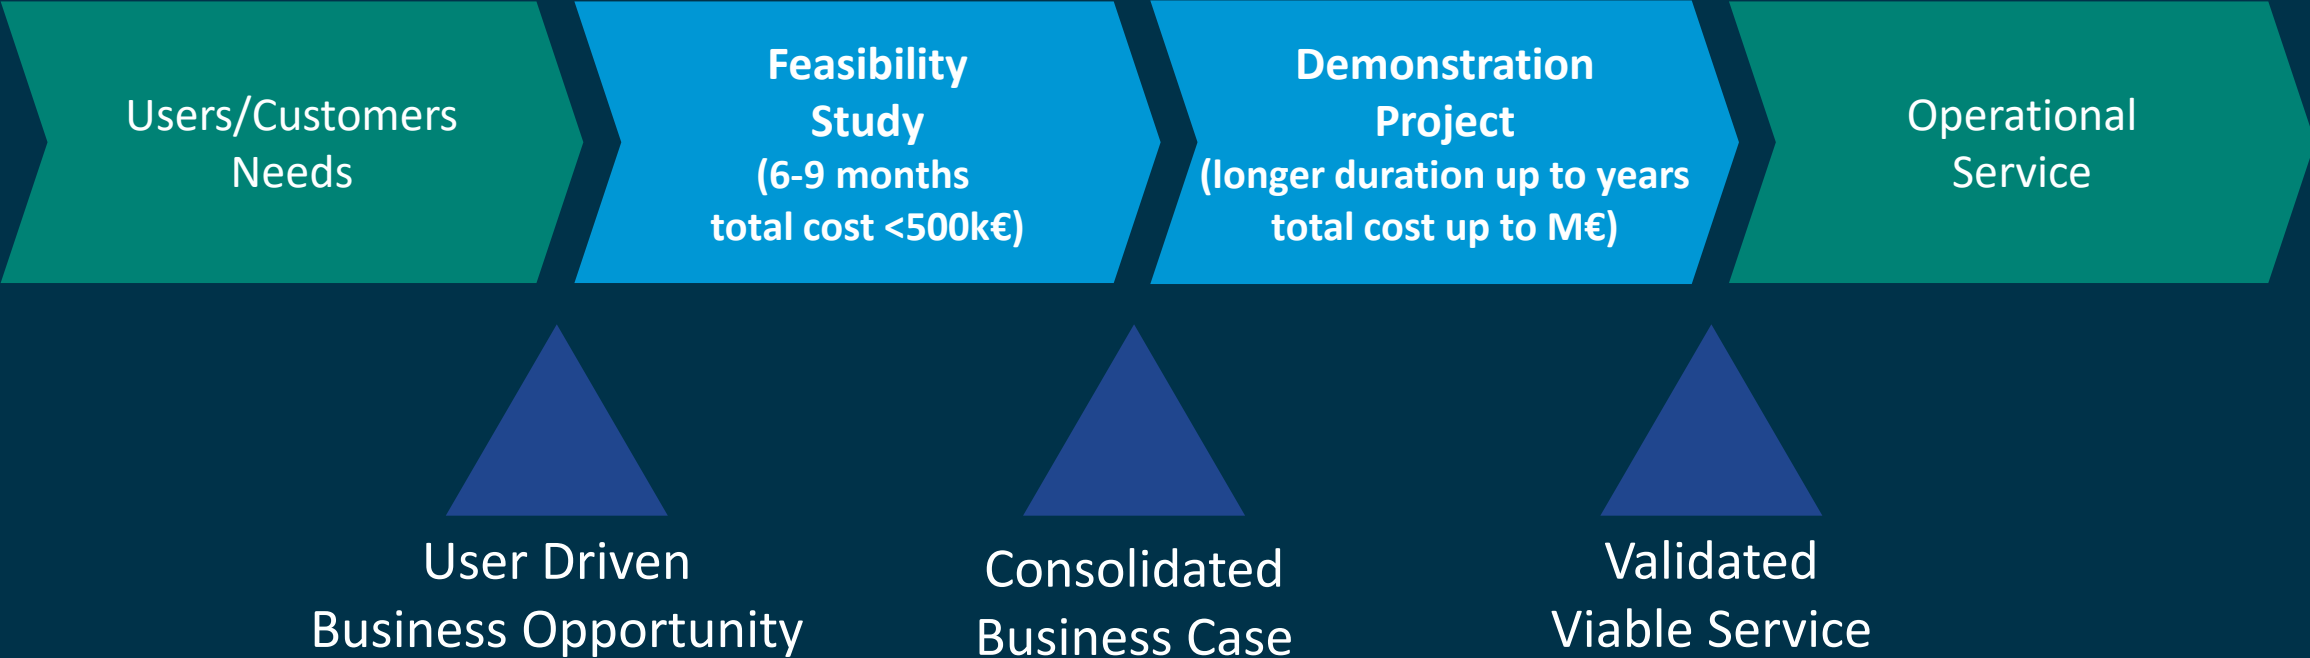 Users/Customers
Needs
Feasibility
Study
(6-9 months
total cost <500k€)
Demonstration
Project
(longer duration up to years
total cost up to M€)
Operational
Service
User Driven
Business Opportunity
Consolidated
Business Case
Validated
Viable Service